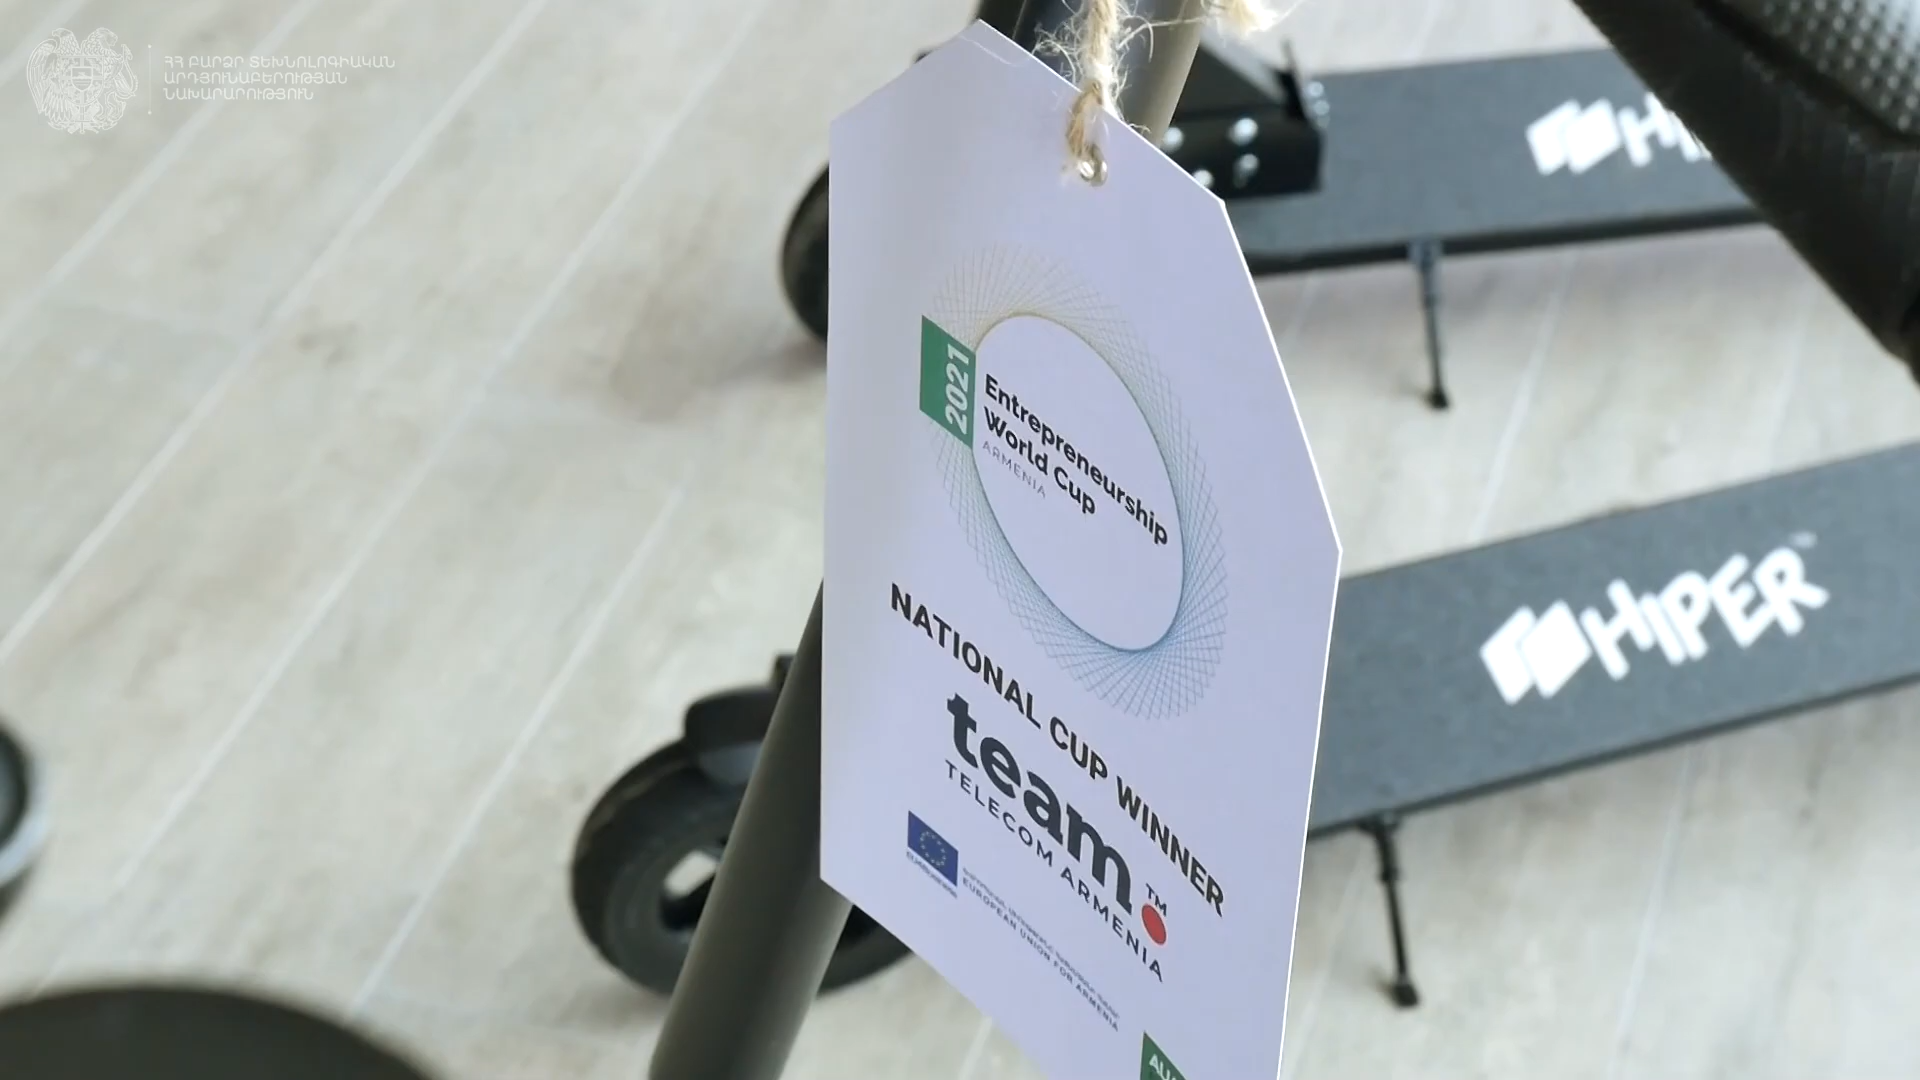 ՀՀ ԲԱՐՁՐ ՏԵԽՆՈԼՈԳԻԱԿԱՆ
ԱՐԴՅՈՒՆԱԲԵՐՈՒԹՅԱՆ
ՆԱԽԱՐԱՐՈՒԹՅՈՒՆ
2021
Entrepreneurship
World Cup
ARMENIA
NATIONAL CUP WINNER
team
TM
TELECOM ARMENIA
EUROPEAN UNION FOR ARMENIA
HIPER